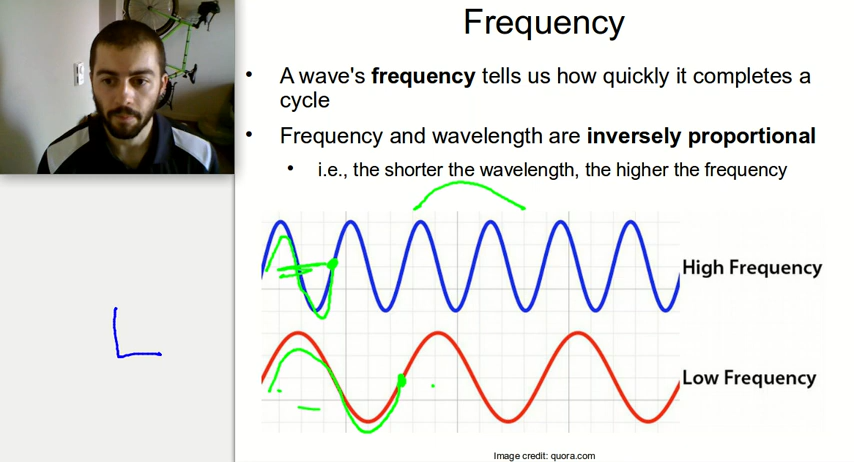 Frequency
• A wave's frequency tells us how quickly it completes a
cycle
• Frequency and wavelength are inversely proportional
• i.e., the shorter the wavelength, the higher the frequency
High Frequency
Low Frequency
L
Image credit: quora.com